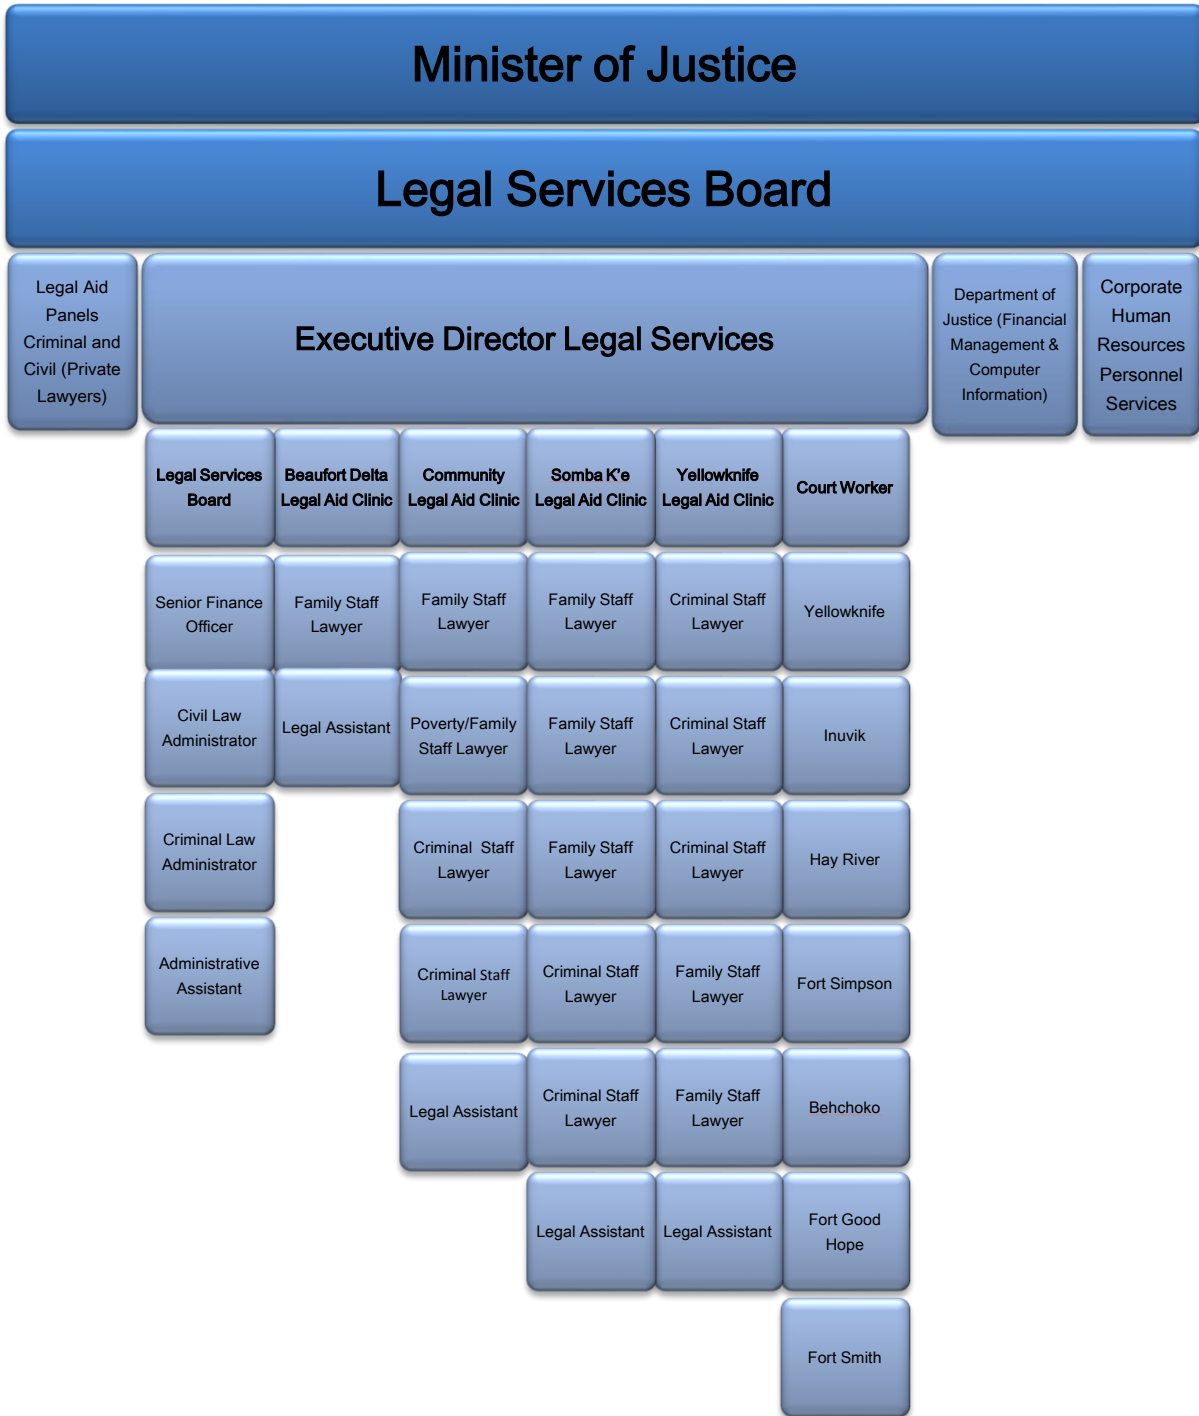 Minister of Justice
Legal Services Board
Legal Aid
Panels
Criminal and
Civil (Private
Lawyers)
Executive Director Legal Services
Department of
Justice (Financial
Management &
Computer
Information)
Corporate
Human
Resources
Personnel
Services
Legal Services
Board
Beaufort Delta
Legal Aid Clinic
Community
Legal Aid Clinic
Somba K'e
Legal Aid Clinic
Yellowknife
Legal Aid Clinic
Court Worker
Senior Finance
Officer
Family Staff
Lawyer
Family Staff
Lawyer
Family Staff
Lawyer
Criminal Staff
Lawyer
Yellowknife
Civil Law
Administrator
Legal Assistant
Poverty/Family
Staff Lawyer
Family Staff
Lawyer
Criminal Staff
Lawyer
Inuvik
Criminal Law
Administrator
Criminal  Staff
Lawyer
Family Staff
Lawyer
Criminal Staff
Lawyer
Hay River
Administrative
Assistant
Criminal Staff
Lawyer
Criminal Staff
Lawyer
Family Staff
Lawyer
Fort Simpson
Legal Assistant
Criminal Staff
Lawyer
Family Staff
Lawyer
Behchoko
Legal Assistant
Legal Assistant
Fort Good
Hope
Fort Smith